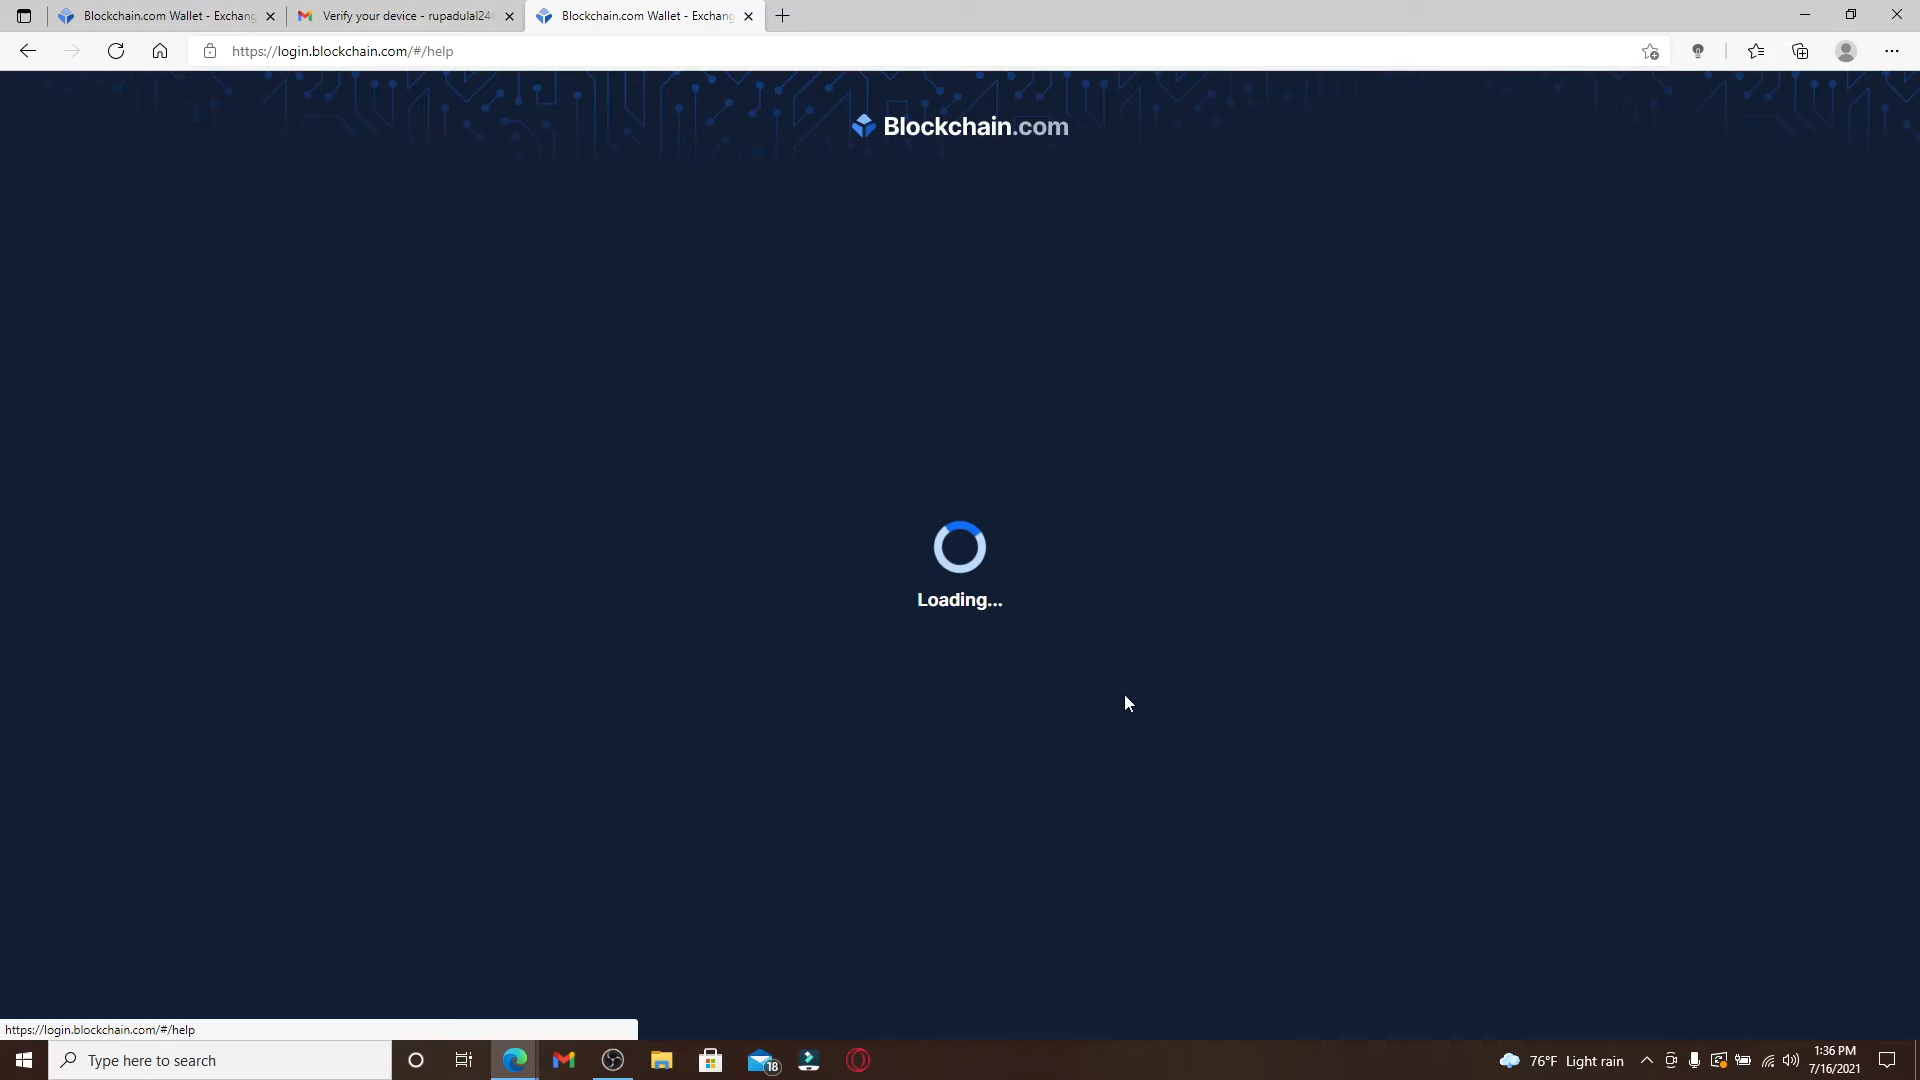 Blockchain.com Wallet - Exchang
Verify your device - rupadulal24
Blockchain.com Wallet - Exchang
https://login.blockchain.com/#/help
Blockchain.com
Loading...
https://login.blockchain.com/#/help
Type here to search
18
76°F Light rain
1:36 PM
7/16/2021